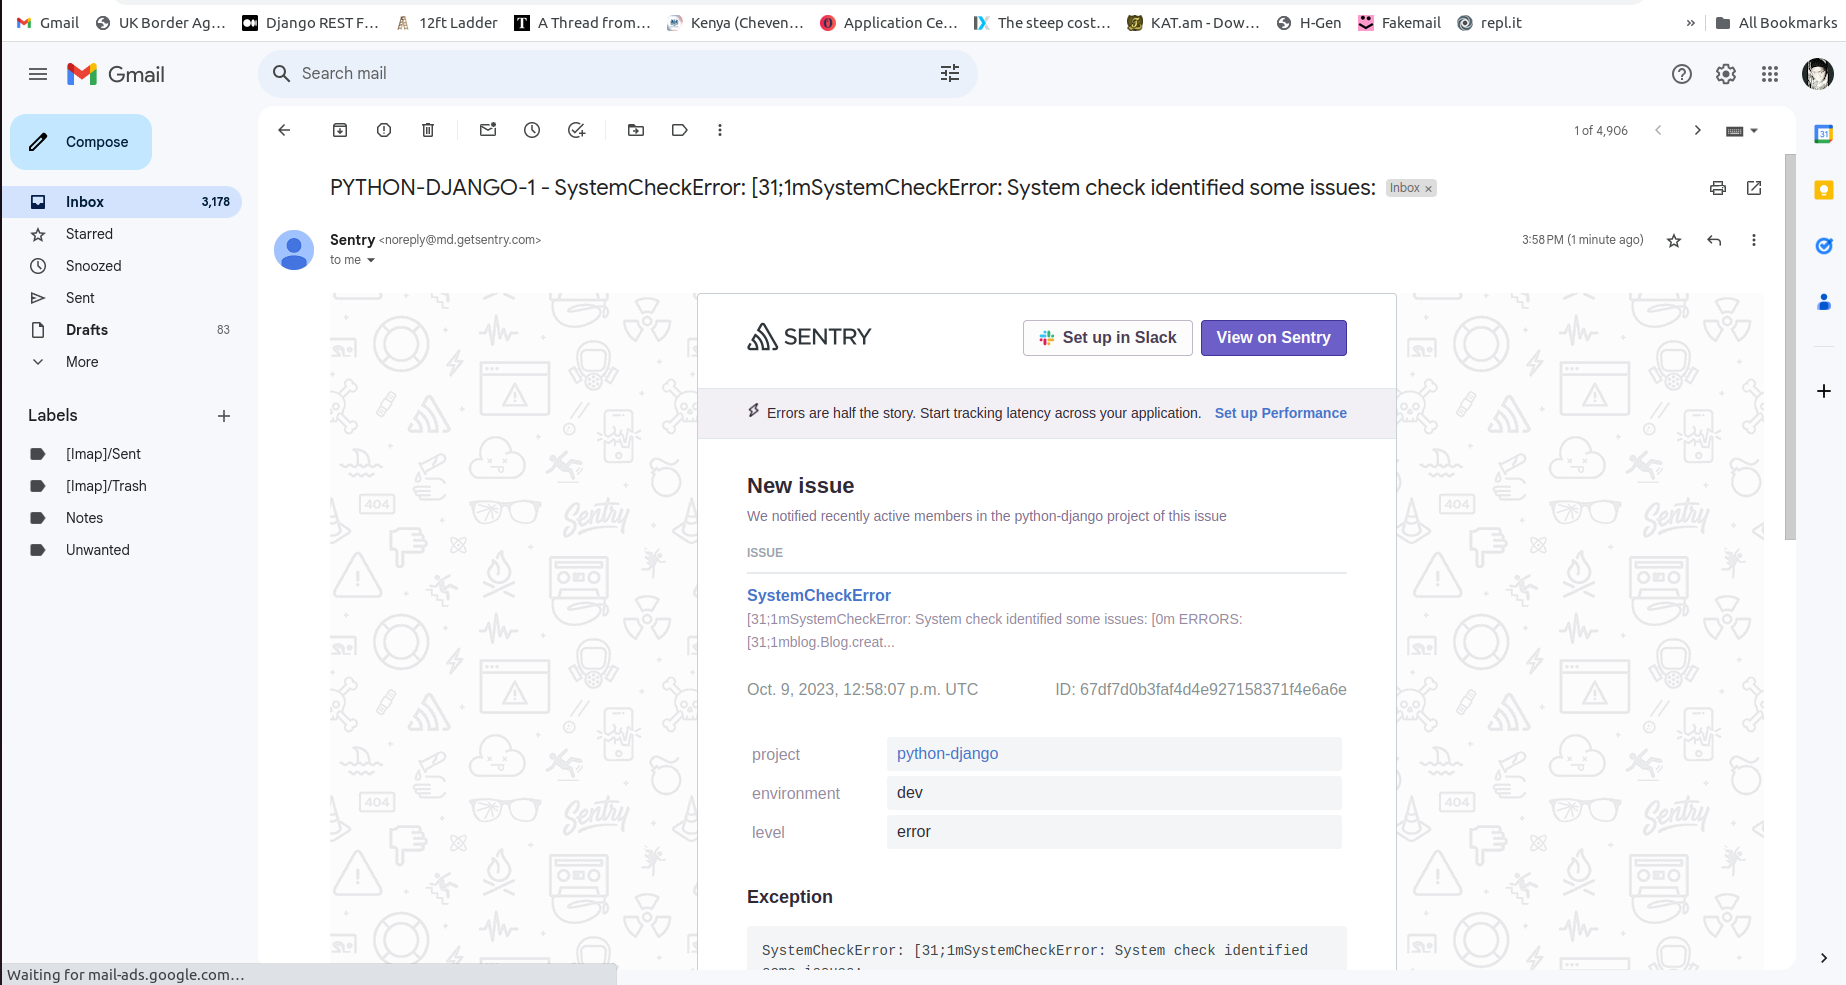 Gmail UK Border Ag... Django REST F... 12ft Ladder A Thread from... Kenya (Cheven... Application Ce... The steep cost... KAT.am - Dow... H-Gen Fakemail repl.it » All Bookmarks
Gmail
Search mail
Compose
1 of 4,906
Inbox 3,178
Starred
Snoozed
Sent
Drafts 83
More
Labels
[Imap]/Sent
[Imap]/Trash
Notes
Unwanted
PYTHON-DJANGO-1 - SystemCheckError: [31;1mSystemCheckError: System check identified some issues: Inbox ×
Sentry <noreply@md.getsentry.com> 3:58 PM (1 minute ago)
to me
SENTRY Set up in Slack View on Sentry
Errors are half the story. Start tracking latency across your application. Set up Performance
New issue
We notified recently active members in the python-django project of this issue
ISSUE
SystemCheckError
[31;1mSystemCheckError: System check identified some issues: [0m ERRORS:
[31;1mblog.Blog.creat...
Oct. 9, 2023, 12:58:07 p.m. UTC ID: 67df7d0b3faf4d4e927158371f4e6a6e
project python-django
environment dev
level error
Exception
SystemCheckError: [31;1mSystemCheckError: System check identified
some issues:
Waiting for mail-ads.google.com...
404
Sentry
31